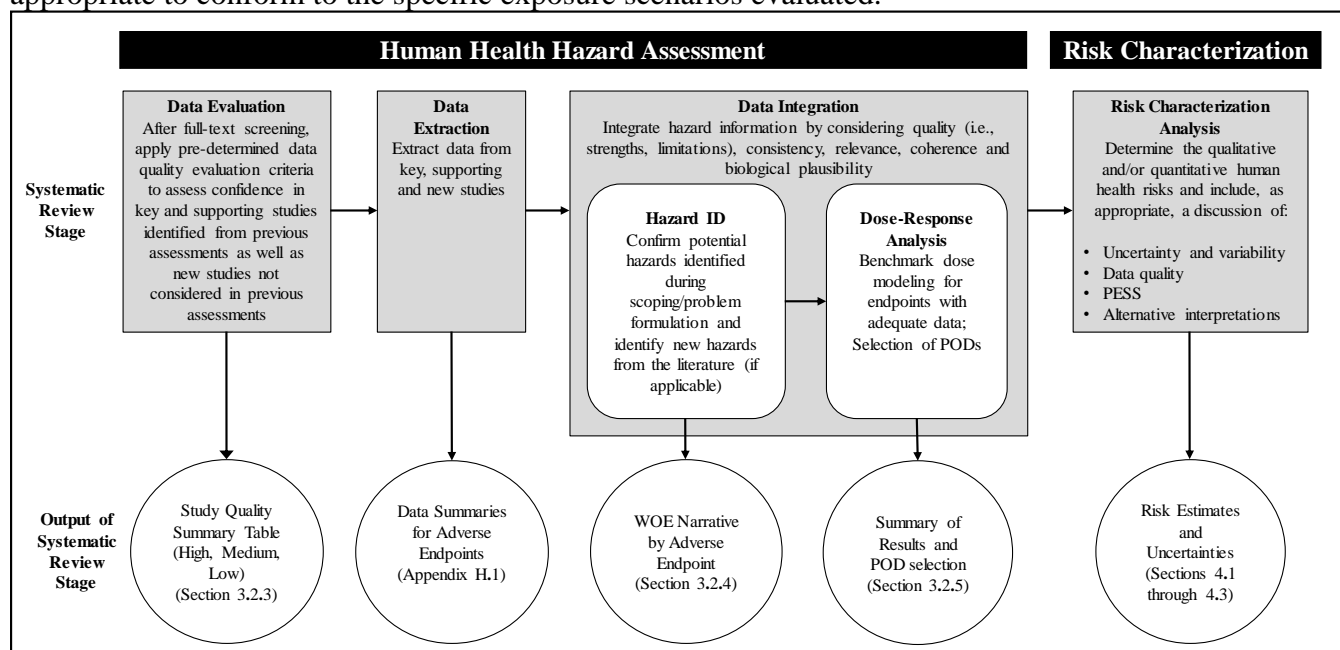 appropriate to conform to the specific exposure scenarios evaluated.
Human Health Hazard Assessment
Risk Characterization
Systematic
Review
Stage
Data Evaluation
After full-text screening,
apply pre-determined data
quality evaluation criteria
to assess confidence in
key and supporting studies
identified from previous
assessments as well as
new studies not
considered in previous
assessments
Data
Extraction
Extract data from
key, supporting
and new studies
Data Integration
Integrate hazard information by considering quality (i.e.,
strengths, limitations), consistency, relevance, coherence and
biological plausibility
Hazard ID
Confirm potential
hazards identified
during
scoping/problem
formulation and
identify new hazards
from the literature (if
applicable)
Dose-Response
Analysis
Benchmark dose
modeling for
endpoints with
adequate data;
Selection of PODs
Risk Characterization
Analysis
Determine the qualitative
and/or quantitative human
health risks and include, as
appropriate, a discussion of:
• Uncertainty and variability
• Data quality
• PESS
• Alternative interpretations
Output of
Systematic
Review
Stage
Study Quality
Summary Table
(High, Medium,
Low)
(Section 3.2.3)
Data Summaries
for Adverse
Endpoints
(Appendix H.1)
WOE Narrative
by Adverse
Endpoint
(Section 3.2.4)
Summary of
Results and
POD selection
(Section 3.2.5)
Risk Estimates
and
Uncertainties
(Sections 4.1
through 4.3)